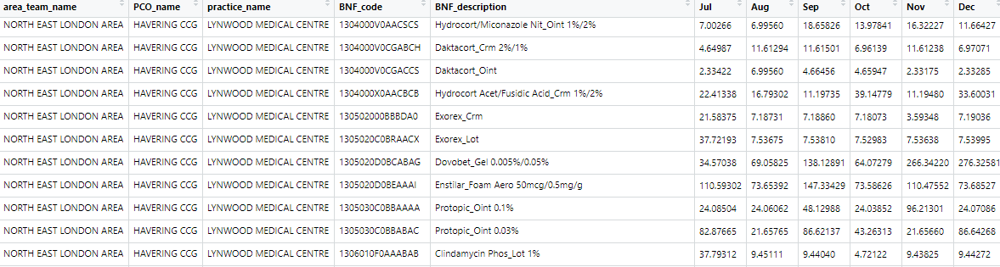 area_team_name PCO_name practice_name BNF_code BNF_description Jul Aug Sep Oct Nov Dec
NORTH EAST LONDON AREA HAVERING CCG LYNWOOD MEDICAL CENTRE 1304000V0AACSCS Hydrocort/Miconazole Nit_Oint 1%/2% 7.00266 6.99560 18.65826 13.97841 16.32227 11.66427
NORTH EAST LONDON AREA HAVERING CCG LYNWOOD MEDICAL CENTRE 1304000V0CGABCH Daktacort_Crm 2%/1% 4.64987 11.61294 11.61501 6.96139 11.61238 6.97071
NORTH EAST LONDON AREA HAVERING CCG LYNWOOD MEDICAL CENTRE 1304000V0CGACCS Daktacort_Oint 2.33422 6.99560 4.66456 4.65947 2.33175 2.33285
NORTH EAST LONDON AREA HAVERING CCG LYNWOOD MEDICAL CENTRE 1304000X0AACBCB Hydrocort Acet/Fusidic Acid_Crm 1%/2% 22.41338 16.79302 11.19735 39.14779 11.19480 33.60031
NORTH EAST LONDON AREA HAVERING CCG LYNWOOD MEDICAL CENTRE 130502000BBBDA0 Exorex_Crm 21.58375 7.18731 7.18860 7.18073 3.59348 7.19036
NORTH EAST LONDON AREA HAVERING CCG LYNWOOD MEDICAL CENTRE 1305020C0BRAACX Exorex_Lot 37.72193 7.53675 7.53810 7.52983 7.53638 7.53995
NORTH EAST LONDON AREA HAVERING CCG LYNWOOD MEDICAL CENTRE 1305020D0BCABAG Dovobet_Gel 0.005%/0.05% 34.57038 69.05825 138.12891 64.07279 266.34220 276.32581
NORTH EAST LONDON AREA HAVERING CCG LYNWOOD MEDICAL CENTRE 1305020D0BEAAAI Enstilar_Foam Aero 50mcg/0.5mg/g 110.59302 73.65392 147.33429 73.58626 110.47552 73.68527
NORTH EAST LONDON AREA HAVERING CCG LYNWOOD MEDICAL CENTRE 1305030C0BBAAAA Protopic_Oint 0.1% 24.08504 24.06062 48.12988 24.03852 96.21301 24.07086
NORTH EAST LONDON AREA HAVERING CCG LYNWOOD MEDICAL CENTRE 1305030C0BBABAC Protopic_Oint 0.03% 82.87665 21.65765 86.62137 43.26313 21.65660 86.64268
NORTH EAST LONDON AREA HAVERING CCG LYNWOOD MEDICAL CENTRE 1306010F0AAABAB Clindamycin Phos_Lot 1% 37.79312 9.45111 9.44040 4.72122 9.43825 9.44272